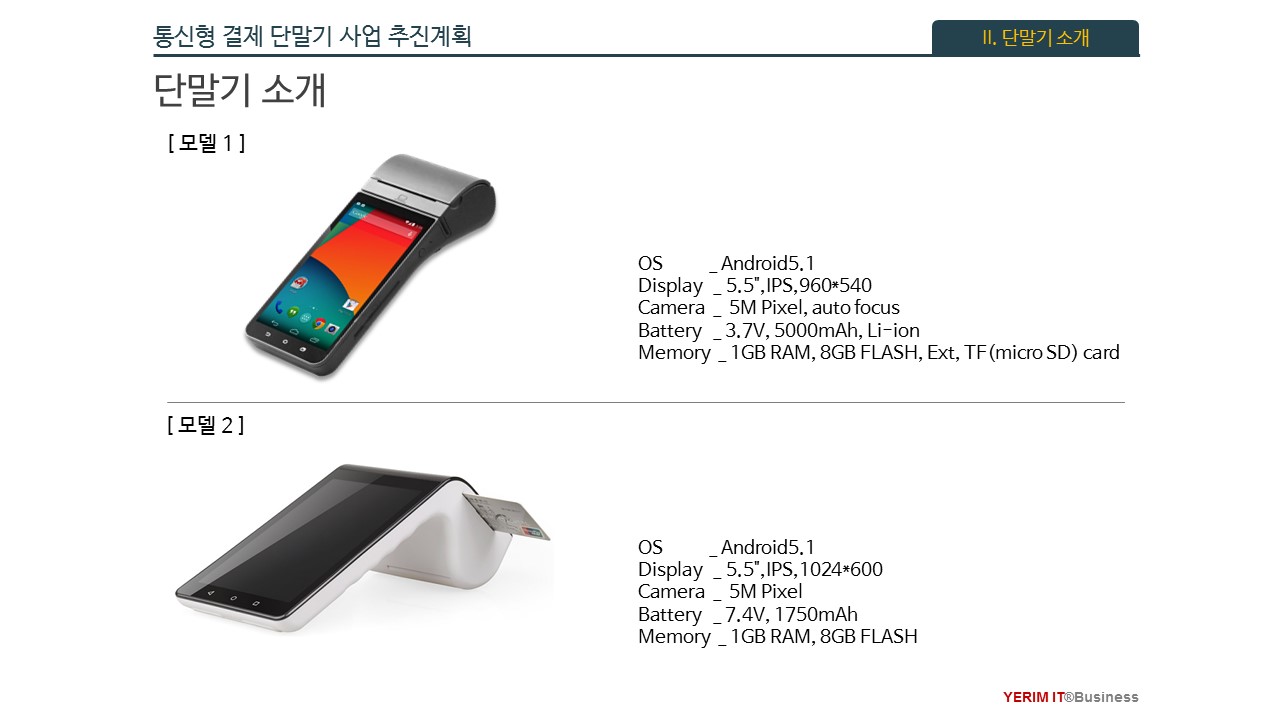 통신형 결제 단말기 사업 추진계획
II. 단말기 소개
단말기 소개
[ 모델 1 ]
OS _ Android5.1
Display _ 5.5",IPS,960*540
Camera _ 5M Pixel, auto focus
Battery _ 3.7V, 5000mAh, Li-ion
Memory _ 1GB RAM, 8GB FLASH, Ext, TF(micro SD) card
[ 모델 2 ]
OS _ Android5.1
Display _ 5.5",IPS,1024*600
Camera _ 5M Pixel
Battery _ 7.4V, 1750mAh
Memory _ 1GB RAM, 8GB FLASH
YERIM IT®Business